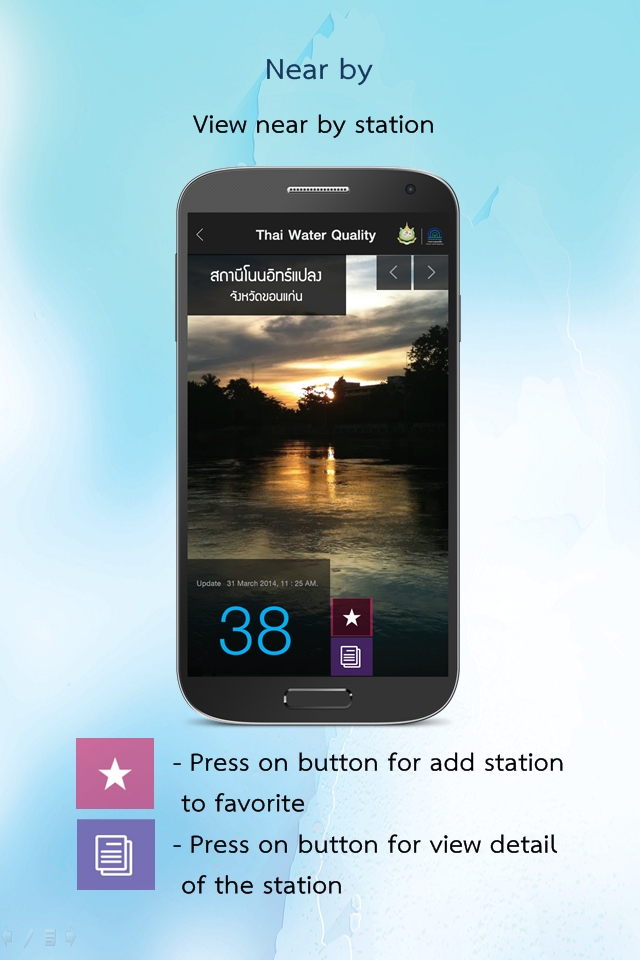 Near by
View near by station
Thai Water Quality
สถานีโนนอิทร์แปลง
จังหวัดขอนแก่น
Update 31 March 2014, 11 : 25 AM.
38
- Press on button for add station
to favorite
- Press on button for view detail
of the station